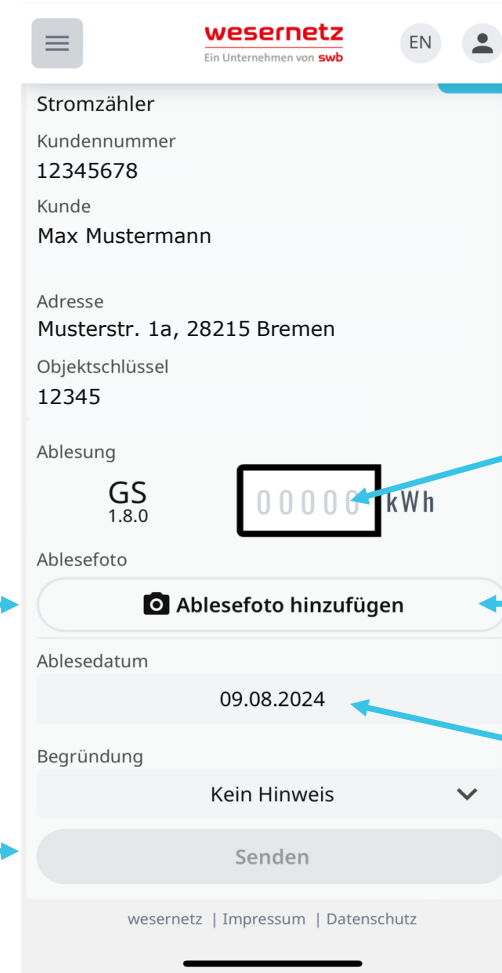 wesernetz
Ein Unternehmen von swb
EN
Stromzähler
Kundennummer
12345678
Kunde
Max Mustermann
Adresse
Musterstr. 1a, 28215 Bremen
Objektschlüssel
12345
Ablesung
GS
1.8.0
00000 kWh
Ablesefoto
Ablesefoto hinzufügen
Ablesedatum
09.08.2024
Begründung
Kein Hinweis
Senden
wesernetz | Impressum | Datenschutz